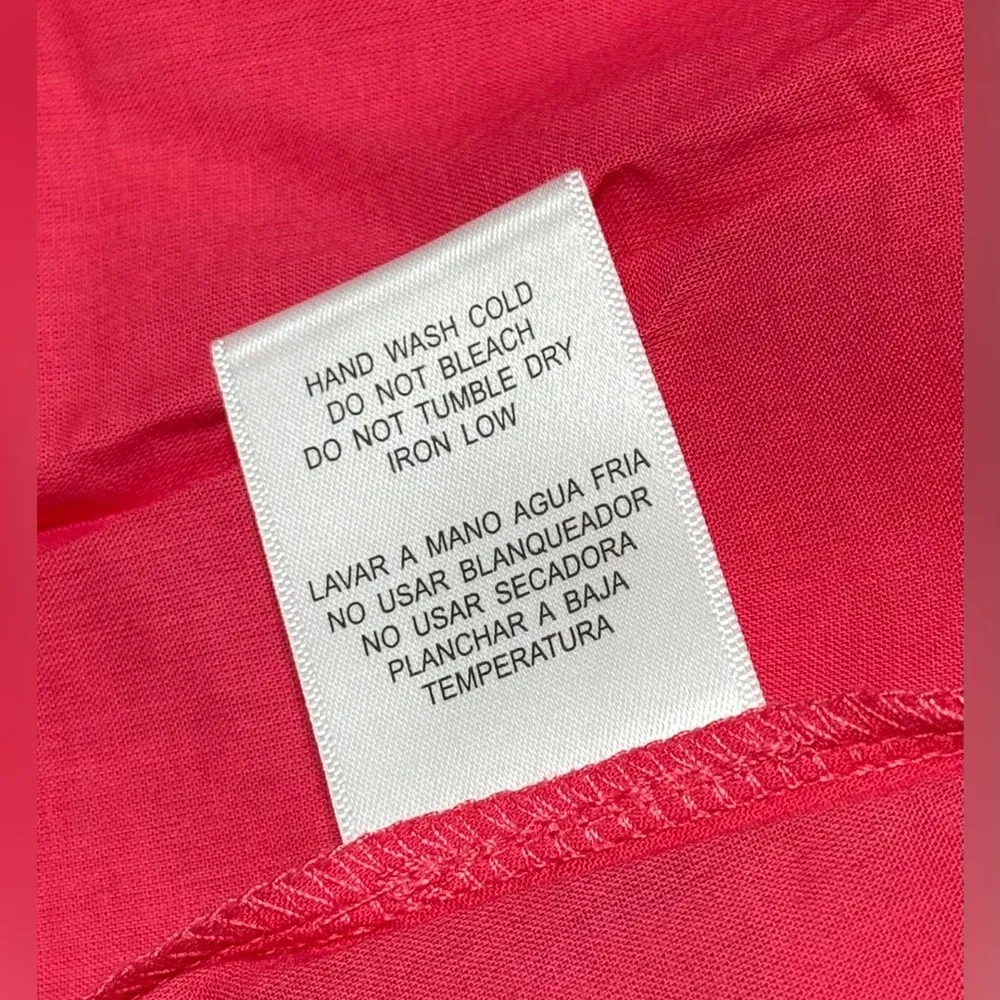 HAND WASH COLD
DO NOT BLEACH
DO NOT TUMBLE DRY
IRON LOW
LAVAR A MANO AGUA FRIA
NO USAR BLANQUEADOR
NO USAR SECADORA
PLANCHAR A BAJA
TEMPERATURA